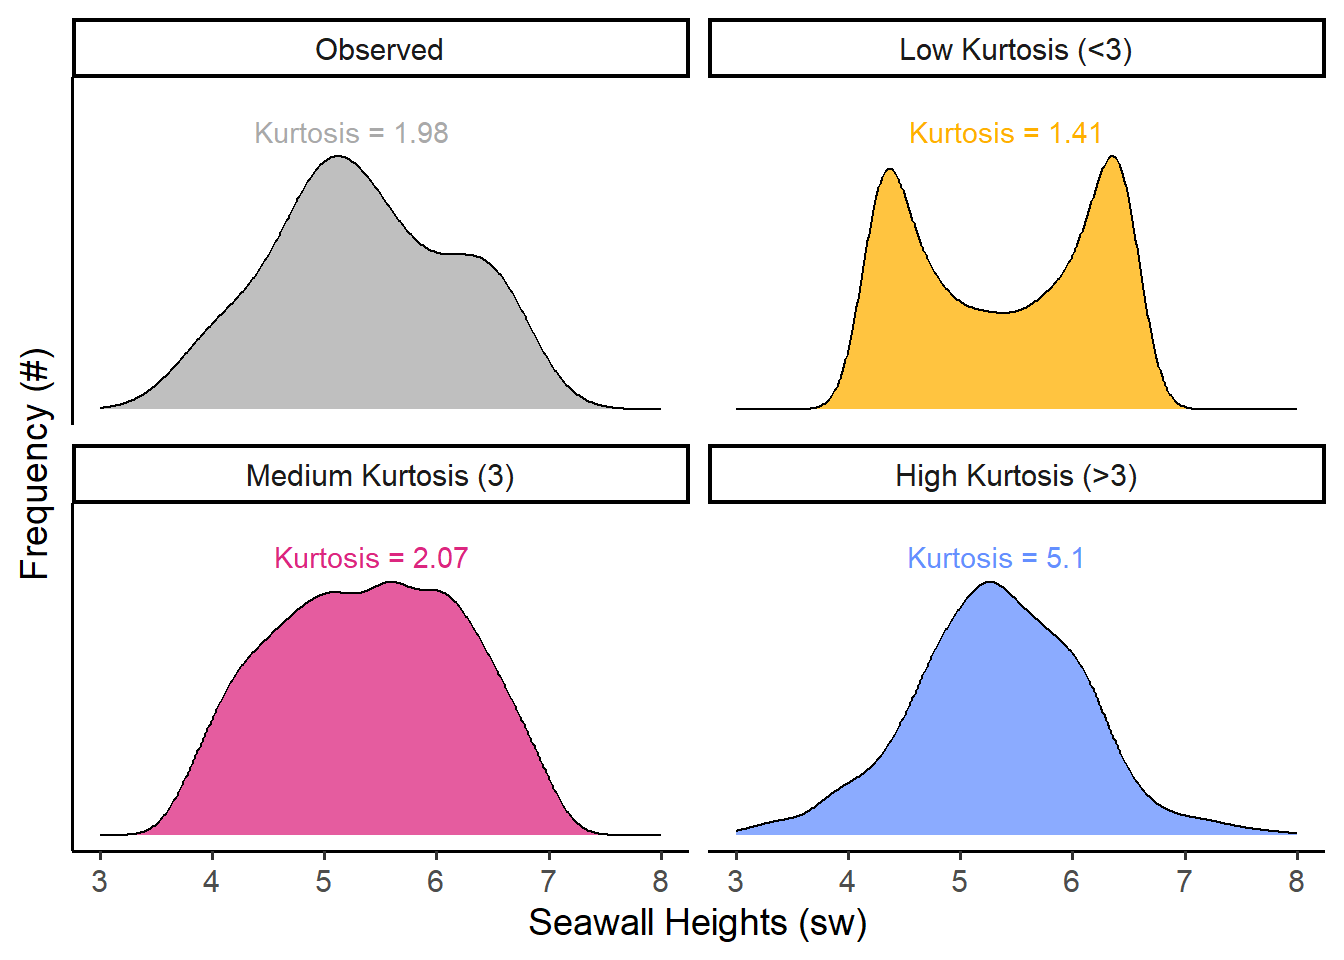 Observed
Low Kurtosis (<3)
Kurtosis = 1.98
Kurtosis = 1.41
Medium Kurtosis (3)
High Kurtosis (>3)
Kurtosis = 2.07
Kurtosis = 5.1
Frequency (#)
3 4 5 6 7 8
3 4 5 6 7 8
Seawall Heights (sw)